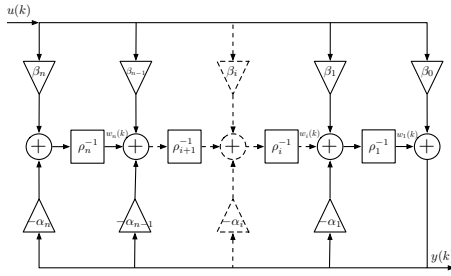 u(k)
β_n β_{n−1} β_i β_1 β_0
+ ρ_n^{−1} w_n(k) + ρ_{i+1}^{−1} + ρ_i^{−1} w_i(k) + ρ_1^{−1} w_1(k) +
−α_n −α_{n−1} −α_i −α_1
y(k